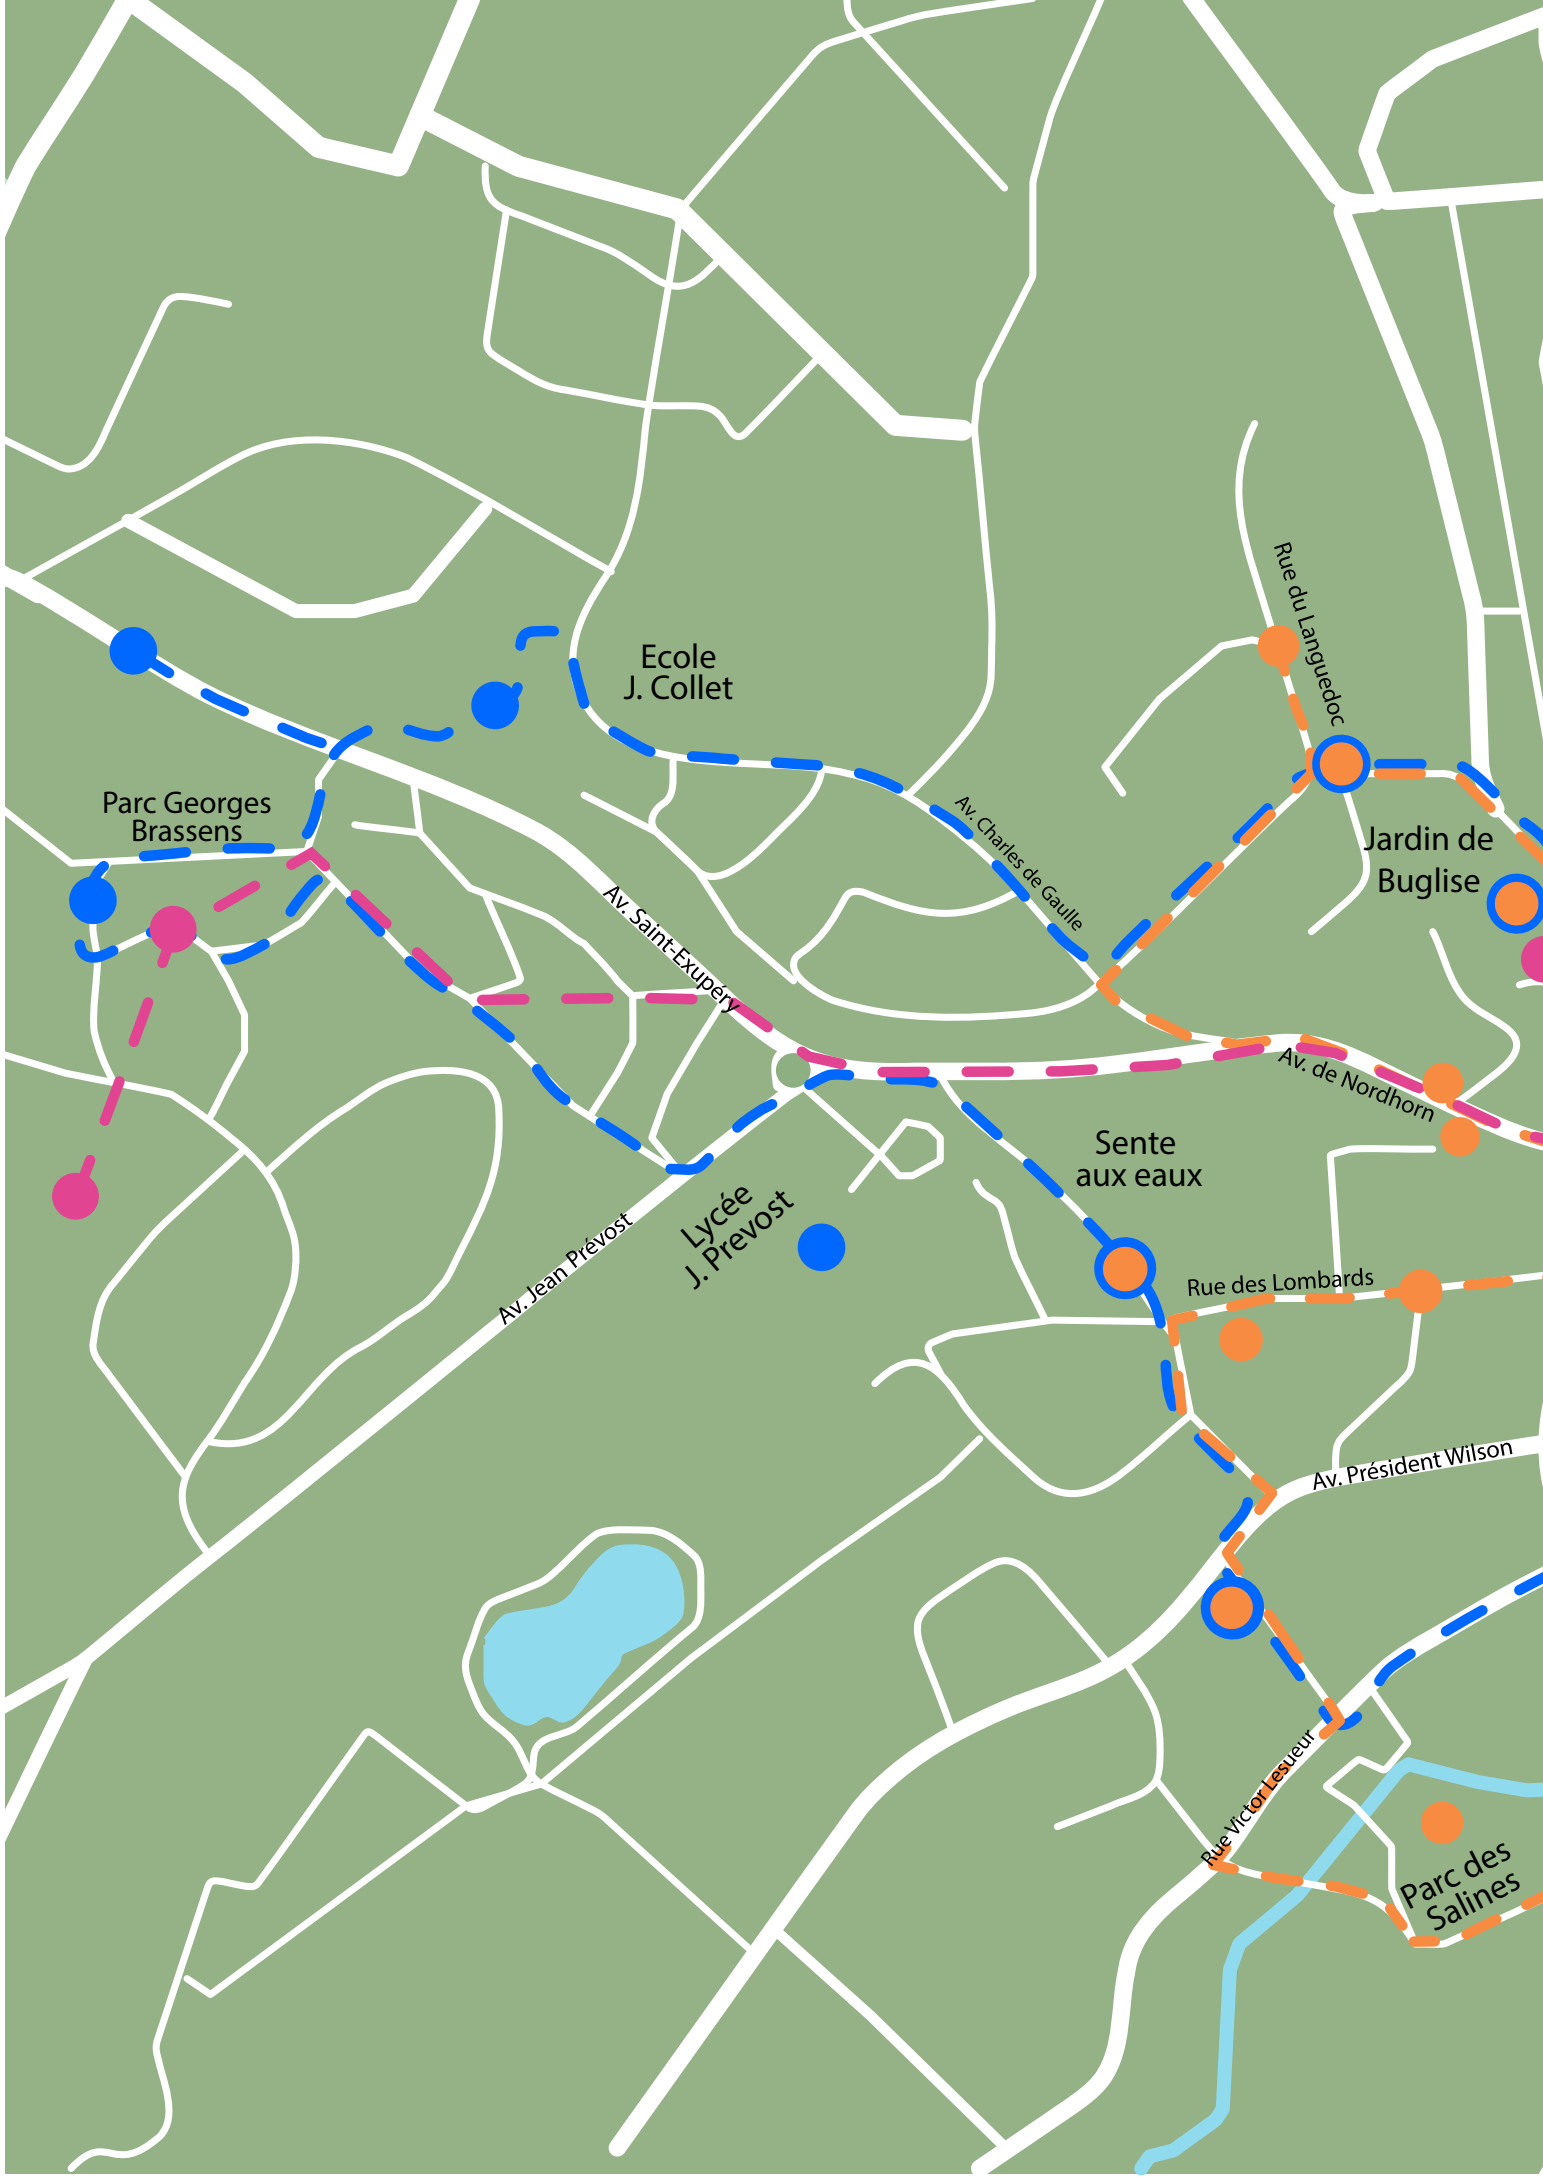 Rue du Languedoc
Ecole
J. Collet
Parc Georges
Brassens
Av. Charles de Gaulle
Jardin de
Buglise
Av. Saint-Exupéry
Av. de Nordhorn
Sente
aux eaux
Lycée
J. Prevost
Av. Jean Prévost
Rue des Lombards
Av. Président Wilson
Rue Victor Lesueur
Parc des
Salines